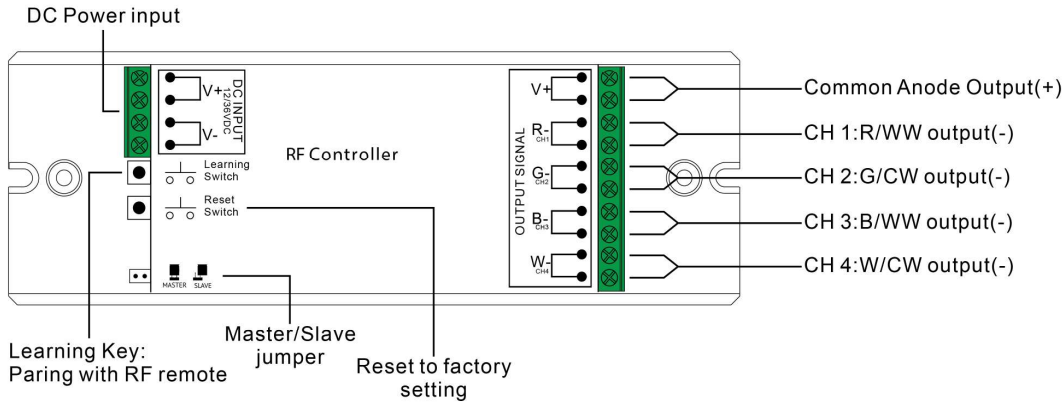 DC Power input
V+
V-
DC INPUT
12/36VDC
Learning
Switch
Reset
Switch
RF Controller
MASTER
SLAVE
OUTPUT SIGNAL
V+
R-
CH1
G-
CH2
B-
CH3
W-
CH4
Common Anode Output(+)
CH 1:R/WW output(-)
CH 2:G/CW output(-)
CH 3:B/WW output(-)
CH 4:W/CW output(-)
Learning Key:
Paring with RF remote
Master/Slave
jumper
Reset to factory
setting